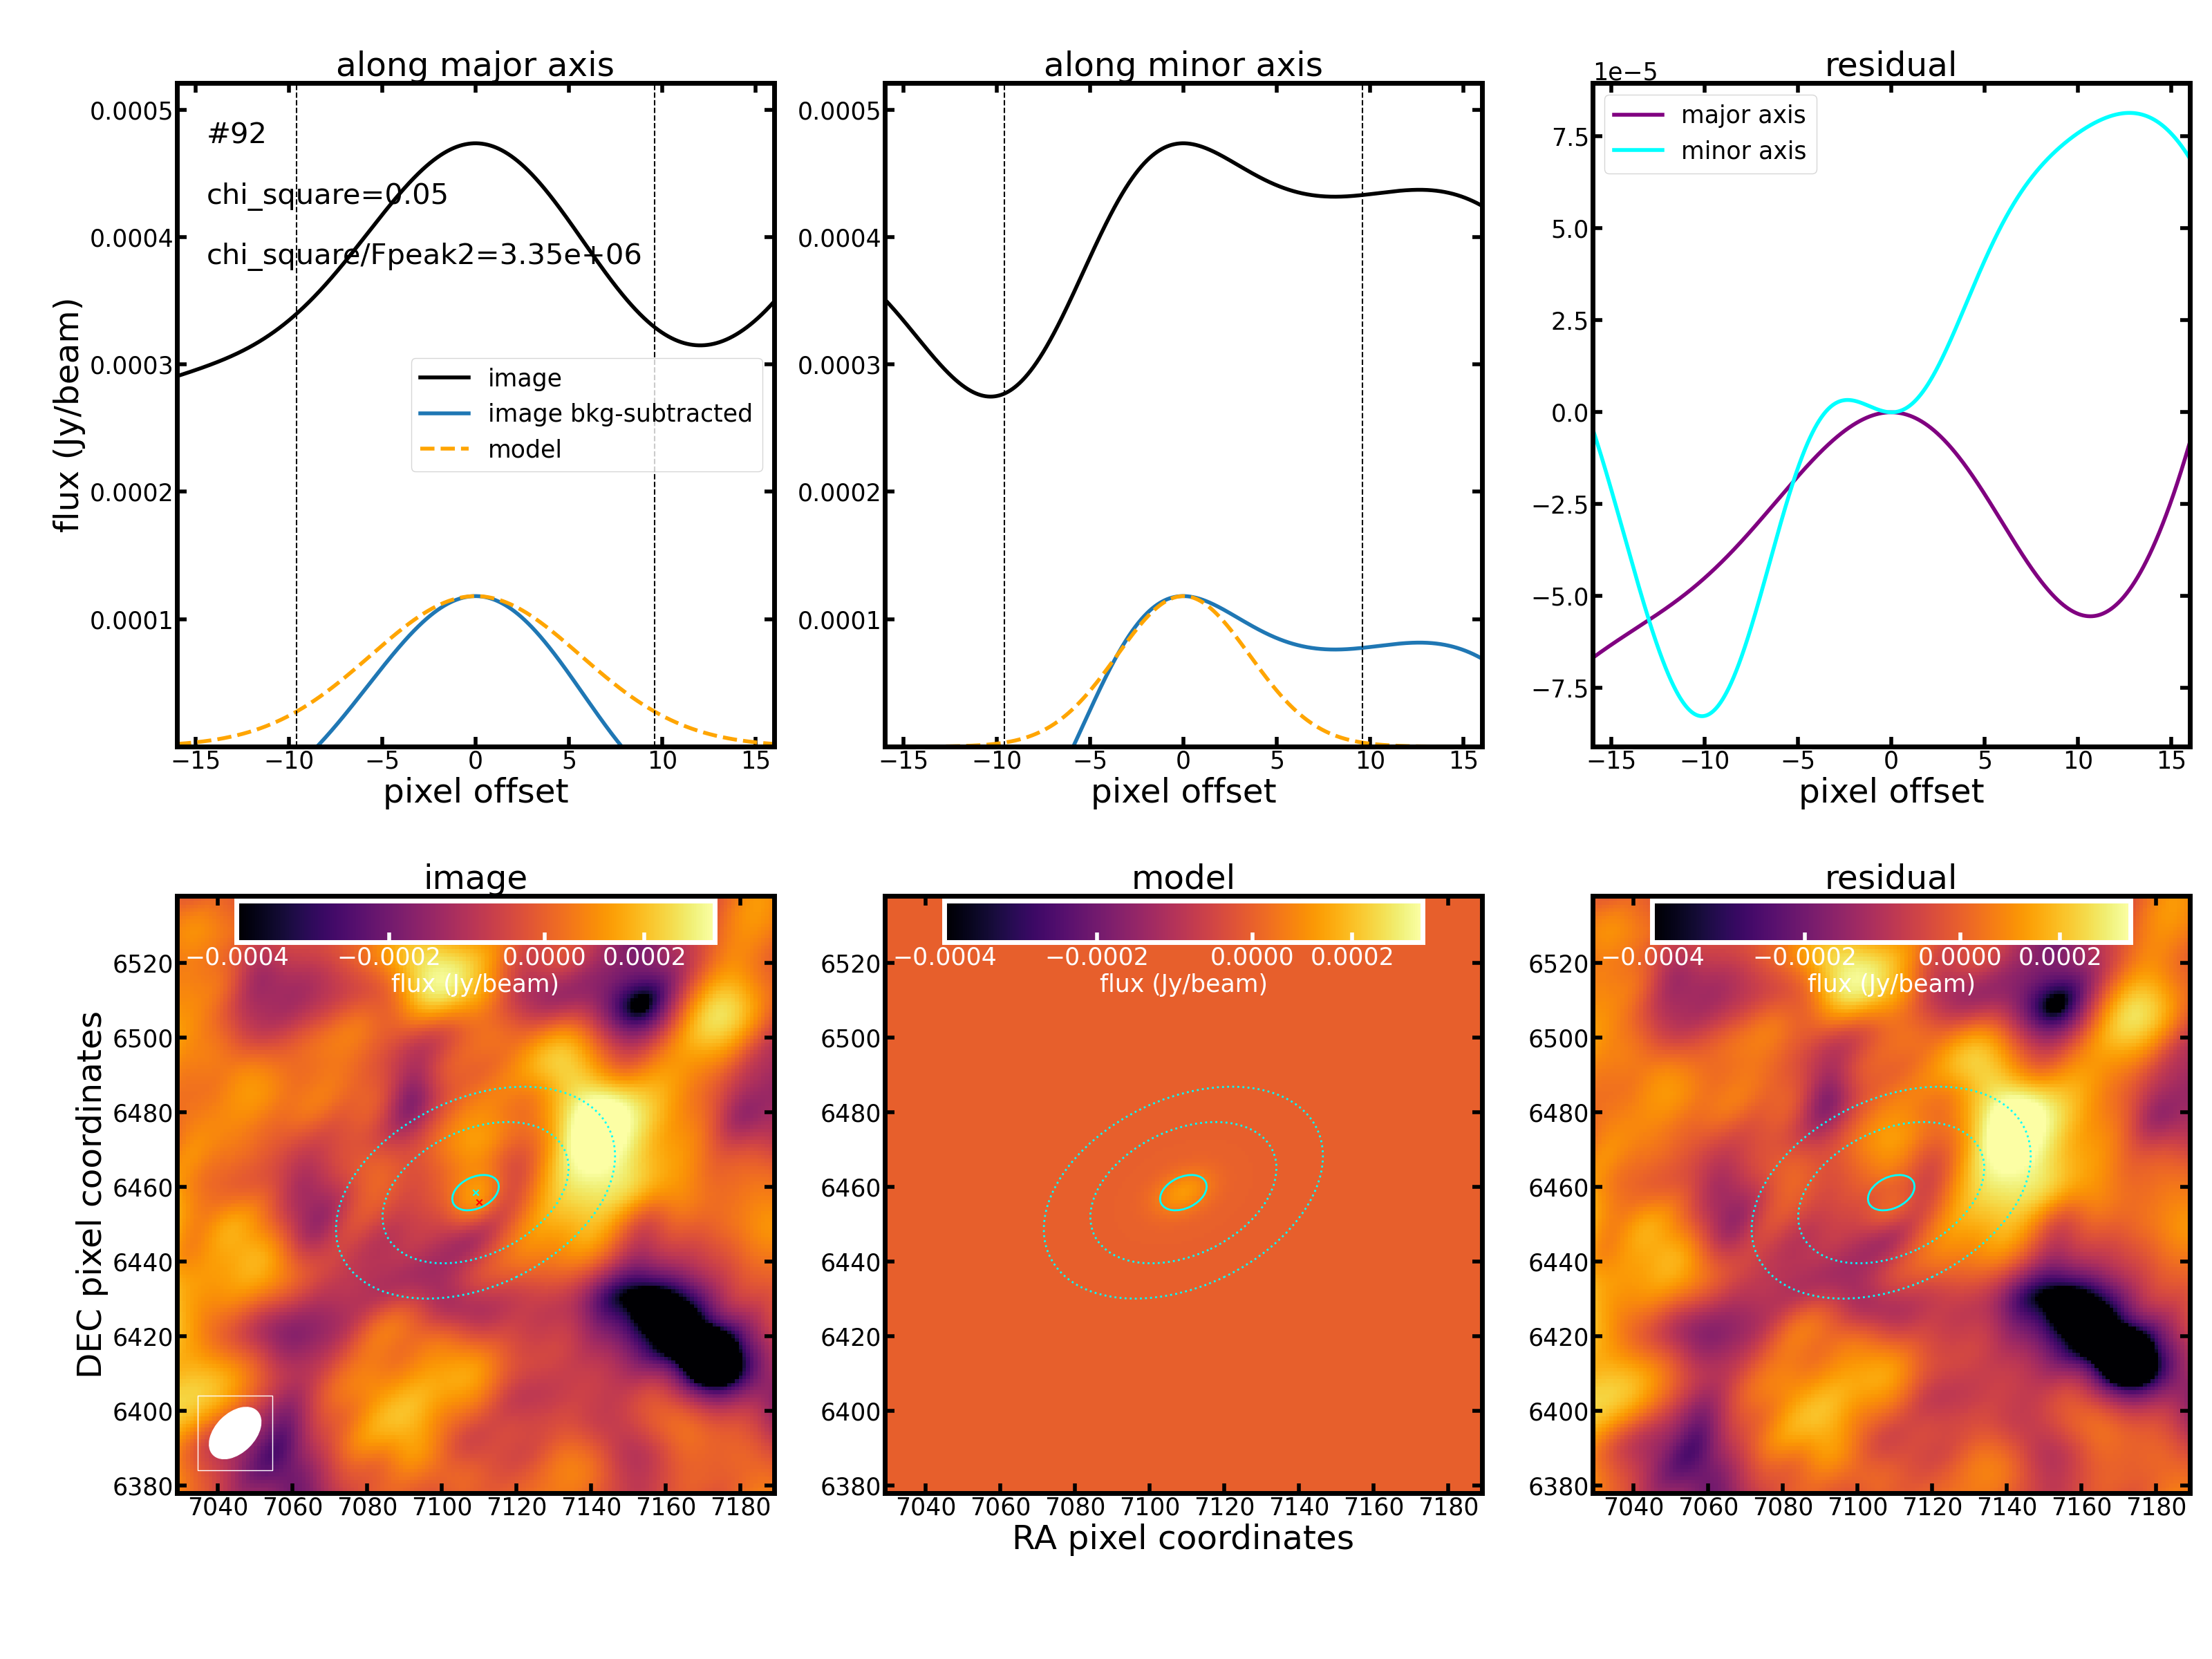 along major axis
along minor axis
residual
1e−5
flux (Jy/beam)
0.0005
0.0004
0.0003
0.0002
0.0001
#92
chi_square=0.05
chi_square/Fpeak2=3.35e+06
image
image bkg-subtracted
model
−15 −10 −5 0 5 10 15
pixel offset
0.0005
0.0004
0.0003
0.0002
0.0001
−15 −10 −5 0 5 10 15
pixel offset
major axis
minor axis
7.5
5.0
2.5
0.0
−2.5
−5.0
−7.5
−15 −10 −5 0 5 10 15
pixel offset
image
model
residual
DEC pixel coordinates
−0.0004 −0.0002 0.0000 0.0002
flux (Jy/beam)
6520
6500
6480
6460
6440
6420
6400
6380
7040 7060 7080 7100 7120 7140 7160 7180
−0.0004 −0.0002 0.0000 0.0002
flux (Jy/beam)
6520
6500
6480
6460
6440
6420
6400
6380
7040 7060 7080 7100 7120 7140 7160 7180
RA pixel coordinates
−0.0004 −0.0002 0.0000 0.0002
flux (Jy/beam)
6520
6500
6480
6460
6440
6420
6400
6380
7040 7060 7080 7100 7120 7140 7160 7180